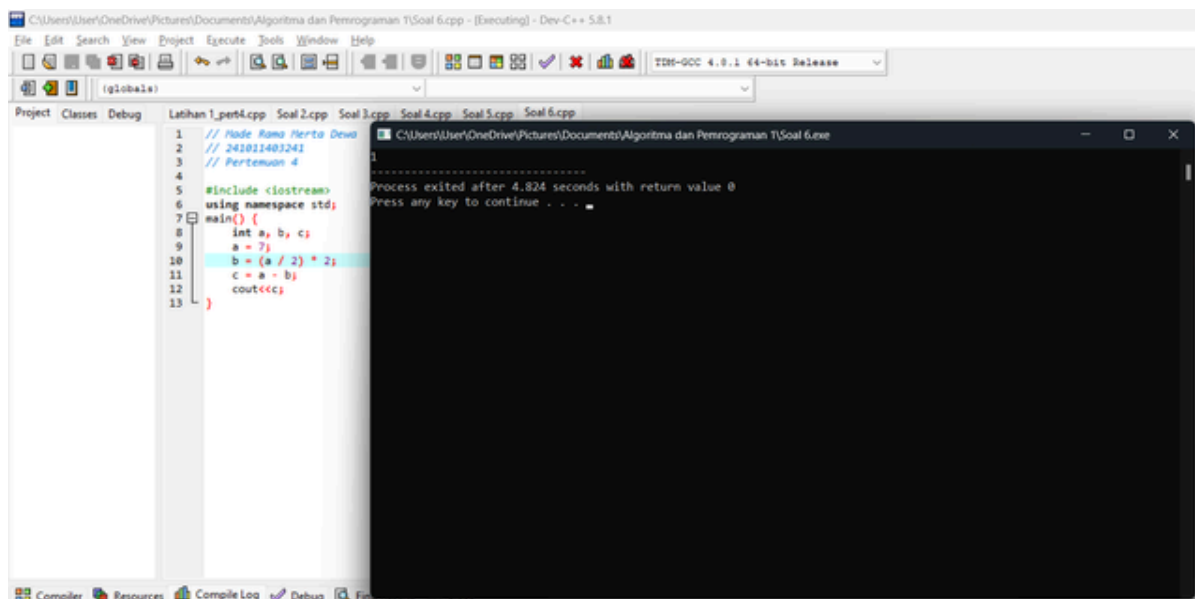 C:\Users\User\OneDrive\Pictures\Documents\Algoritma dan Pemrograman 1\Soal 6.cpp - [Executing] - Dev-C++ 5.8.1
File Edit Search View Project Execute Tools Window Help
TDM-GCC 4.8.1 64-bit Release
(globals)
Project Classes Debug
Latihan 1_pert4.cpp Soal 2.cpp Soal 3.cpp Soal 4.cpp Soal 5.cpp Soal 6.cpp
1 // Made Rama Merta Dewa
2 // 241011403241
3 // Pertemuan 4
4
5 #include <iostream>
6 using namespace std;
7 main() {
8 int a, b, c;
9 a = 7;
10 b = (a / 2) * 2;
11 c = a - b;
12 cout<<c;
13 }
C:\Users\User\OneDrive\Pictures\Documents\Algoritma dan Pemrograman 1\Soal 6.exe
1
--------------------------------
Process exited after 4.824 seconds with return value 0
Press any key to continue . . .
Compiler Resources Compile Log Debug